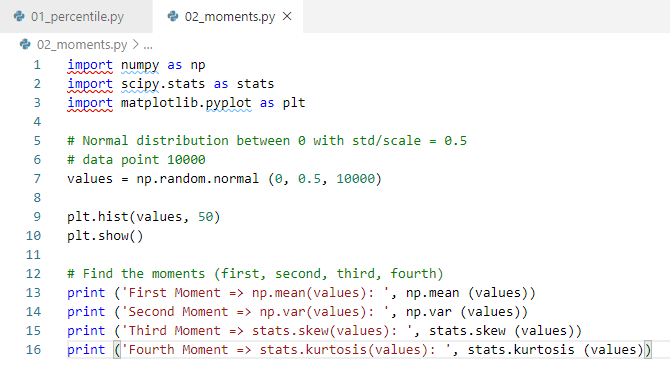 01_percentile.py 02_moments.py ×
02_moments.py > ...
1 import numpy as np
2 import scipy.stats as stats
3 import matplotlib.pyplot as plt
4
5 # Normal distribution between 0 with std/scale = 0.5
6 # data point 10000
7 values = np.random.normal (0, 0.5, 10000)
8
9 plt.hist(values, 50)
10 plt.show()
11
12 # Find the moments (first, second, third, fourth)
13 print ('First Moment => np.mean(values): ', np.mean (values))
14 print ('Second Moment => np.var(values): ', np.var (values))
15 print ('Third Moment => stats.skew(values): ', stats.skew (values))
16 print ('Fourth Moment => stats.kurtosis(values): ', stats.kurtosis (values))